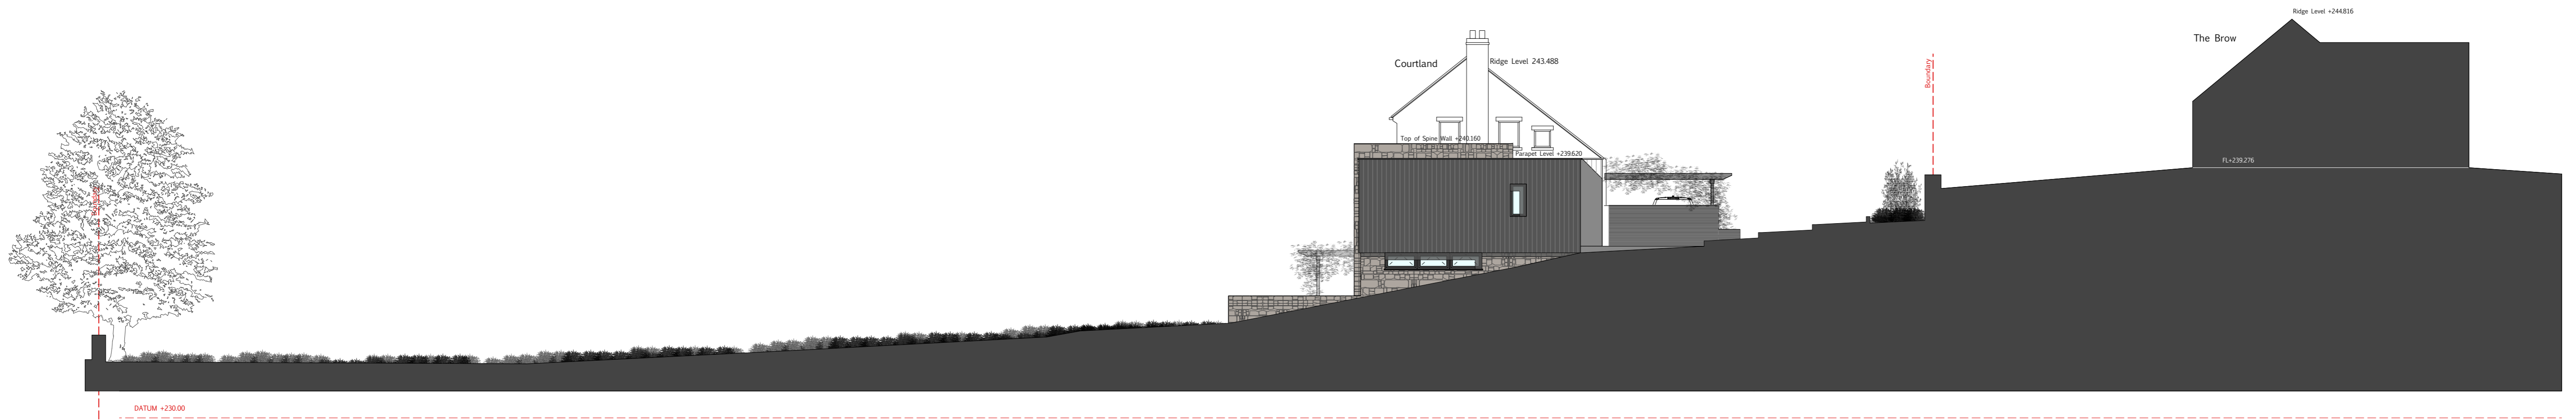 Ridge Level +244.816
The Brow
Courtland
Ridge Level 243.488
Boundary
Top of Spine Wall +240.160
Parapet Level +239.620
FL+239.276
Boundary
DATUM +230.00